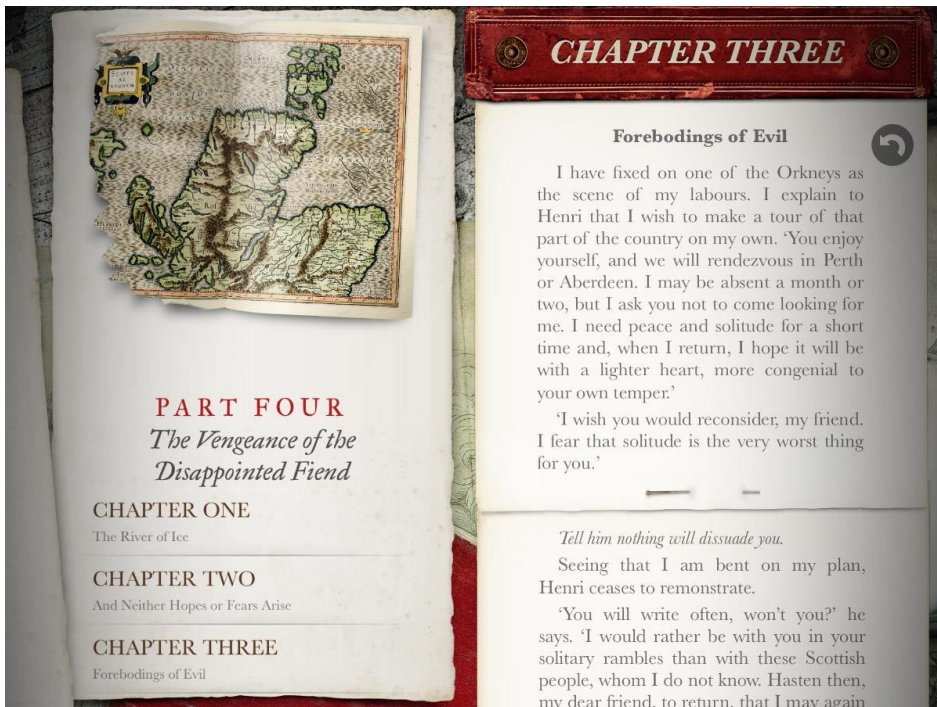 SCOTI
PART FOUR
The Vengeance of the
Disappointed Fiend
CHAPTER ONE
The River of Ice
CHAPTER TWO
And Neither Hopes or Fears Arise
CHAPTER THREE
Forebodings of Evil
CHAPTER THREE
Forebodings of Evil
I have fixed on one of the Orkneys as
the scene of my labours. I explain to
Henri that I wish to make a tour of that
part of the country on my own. ‘You enjoy
yourself, and we will rendezvous in Perth
or Aberdeen. I may be absent a month or
two, but I ask you not to come looking for
me. I need peace and solitude for a short
time and, when I return, I hope it will be
with a lighter heart, more congenial to
your own temper.’
‘I wish you would reconsider, my friend.
I fear that solitude is the very worst thing
for you.’
Tell him nothing will dissuade you.
Seeing that I am bent on my plan,
Henri ceases to remonstrate.
‘You will write often, won’t you?’ he
says. ‘I would rather be with you in your
solitary rambles than with these Scottish
people, whom I do not know. Hasten then,
my dear friend, to return, that I may again